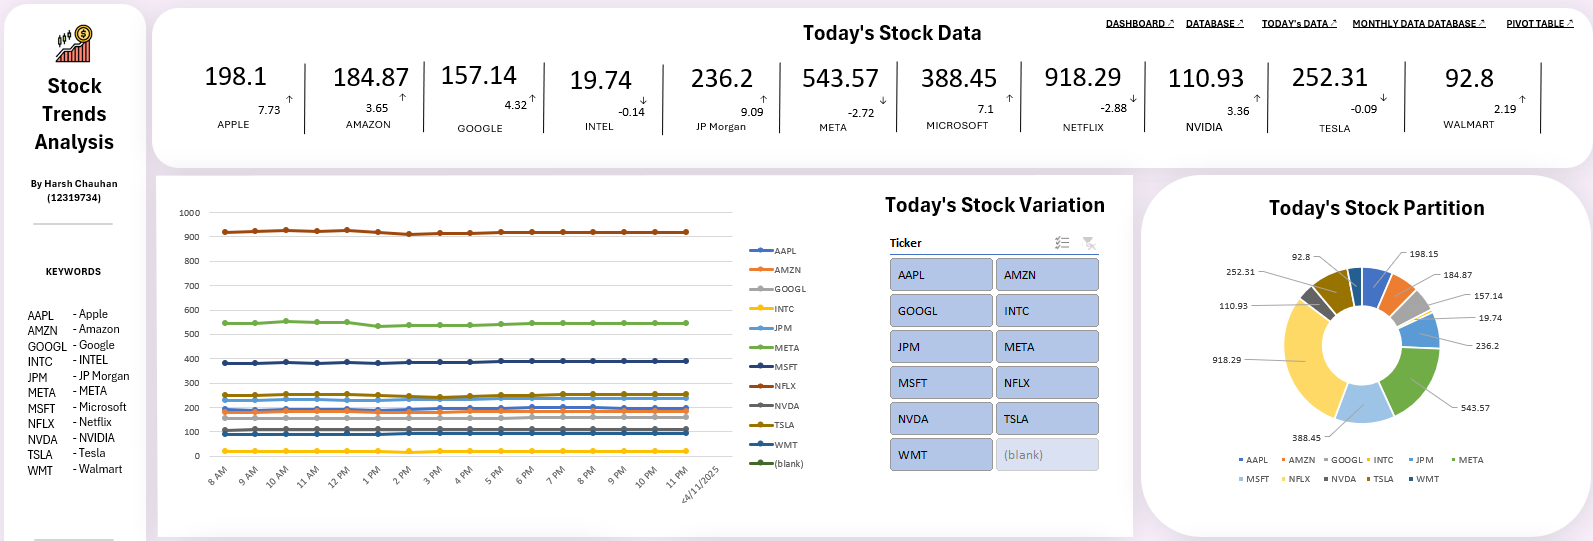 Stock
Trends
Analysis
By Harsh Chauhan
(12319734)
KEYWORDS
AAPL - Apple
AMZN - Amazon
GOOGL - Google
INTC - INTEL
JPM - JP Morgan
META - META
MSFT - Microsoft
NFLX - Netflix
NVDA - NVIDIA
TSLA - Tesla
WMT - Walmart
DASHBOARD DATABASE TODAY's DATA MONTHLY DATA DATABASE PIVOT TABLE
Today's Stock Data
198.1 184.87 157.14 19.74 236.2 543.57 388.45 918.29 110.93 252.31 92.8
7.73 ↑ 3.65 ↑ 4.32 ↑ -0.14 ↓ 9.09 ↑ -2.72 ↓ 7.1 ↑ -2.88 ↓ 3.36 ↑ -0.09 ↓ 2.19 ↑
APPLE AMAZON GOOGLE INTEL JP Morgan META MICROSOFT NETFLIX NVIDIA TESLA WALMART
Today's Stock Variation
1000
900
800
700
600
500
400
300
200
100
0
8 AM 9 AM 10 AM 11 AM 12 PM 1 PM 2 PM 3 PM 4 PM 5 PM 6 PM 7 PM 8 PM 9 PM 10 PM 11 PM <4/11/2025
AAPL
AMZN
GOOGL
INTC
JPM
META
MSFT
NFLX
NVDA
TSLA
WMT
(blank)
Ticker
AAPL AMZN
GOOGL INTC
JPM META
MSFT NFLX
NVDA TSLA
WMT (blank)
Today's Stock Partition
198.15
184.87
157.14
19.74
236.2
543.57
388.45
918.29
110.93
252.31
92.8
AAPL AMZN GOOGL INTC JPM META
MSFT NFLX NVDA TSLA WMT